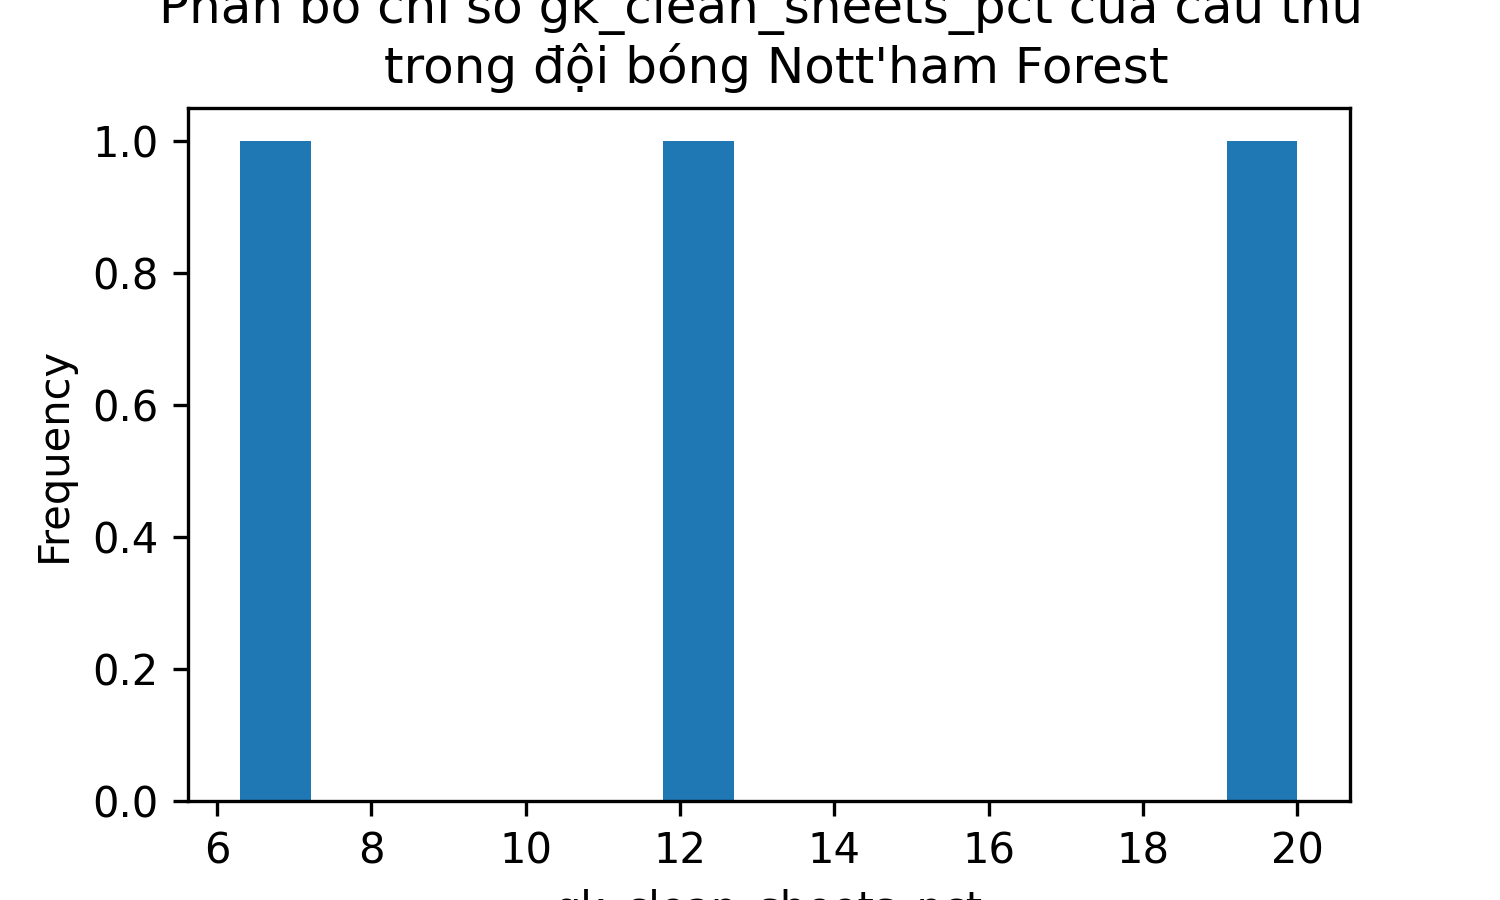 Phân bố chỉ số gk_clean_sheets_pct của cầu thủ
trong đội bóng Nott'ham Forest
1.0
0.8
0.6
0.4
0.2
0.0
Frequency
6 8 10 12 14 16 18 20
gk_clean_sheets_pct